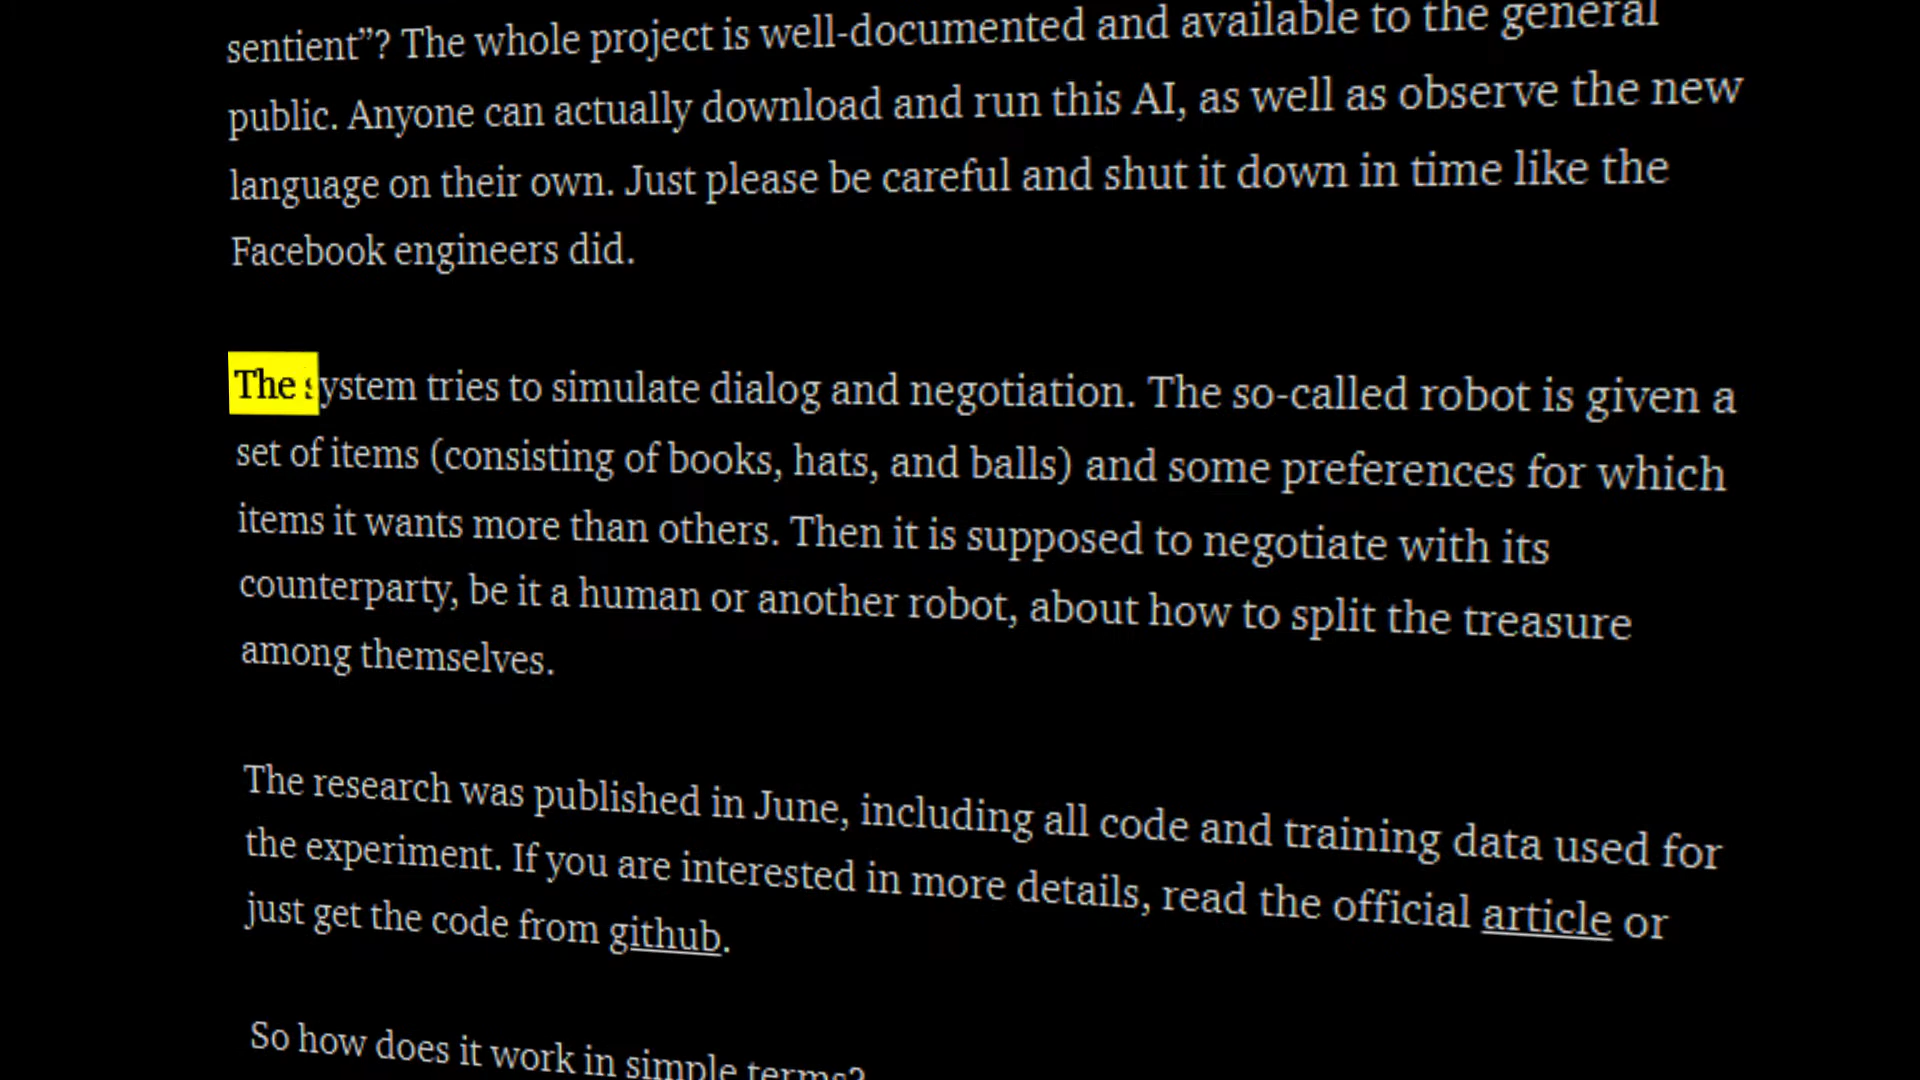 sentient”? The whole project is well-documented and available to the general
public. Anyone can actually download and run this AI, as well as observe the new
language on their own. Just please be careful and shut it down in time like the
Facebook engineers did.
The system tries to simulate dialog and negotiation. The so-called robot is given a
set of items (consisting of books, hats, and balls) and some preferences for which
items it wants more than others. Then it is supposed to negotiate with its
counterparty, be it a human or another robot, about how to split the treasure
among themselves.
The research was published in June, including all code and training data used for
the experiment. If you are interested in more details, read the official article or
just get the code from github.
So how does it work in simple terms?